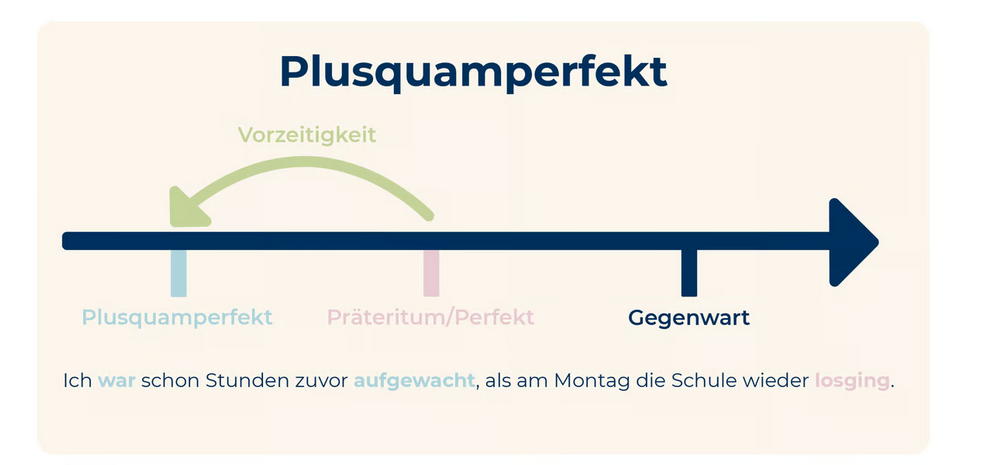 Plusquamperfekt
Vorzeitigkeit
Plusquamperfekt Präteritum/Perfekt Gegenwart
Ich war schon Stunden zuvor aufgewacht, als am Montag die Schule wieder losging.